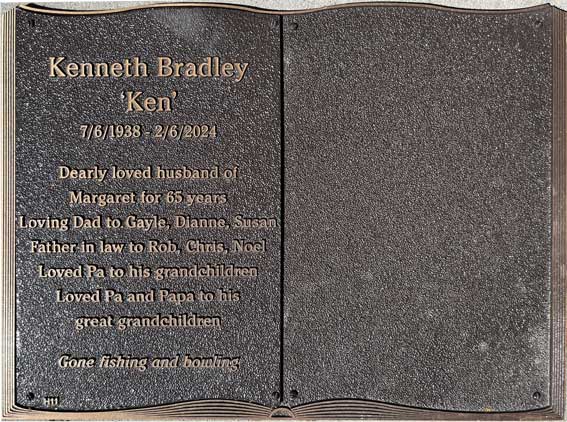 Kenneth Bradley
'Ken'
7/6/1938 - 2/6/2024
Dearly loved husband of
Margaret for 65 years
Loving Dad to Gayle, Dianne, Susan
Father in law to Rob, Chris, Noel
Loved Pa to his grandchildren
Loved Pa and Papa to his
great grandchildren
Gone fishing and bowling
H11